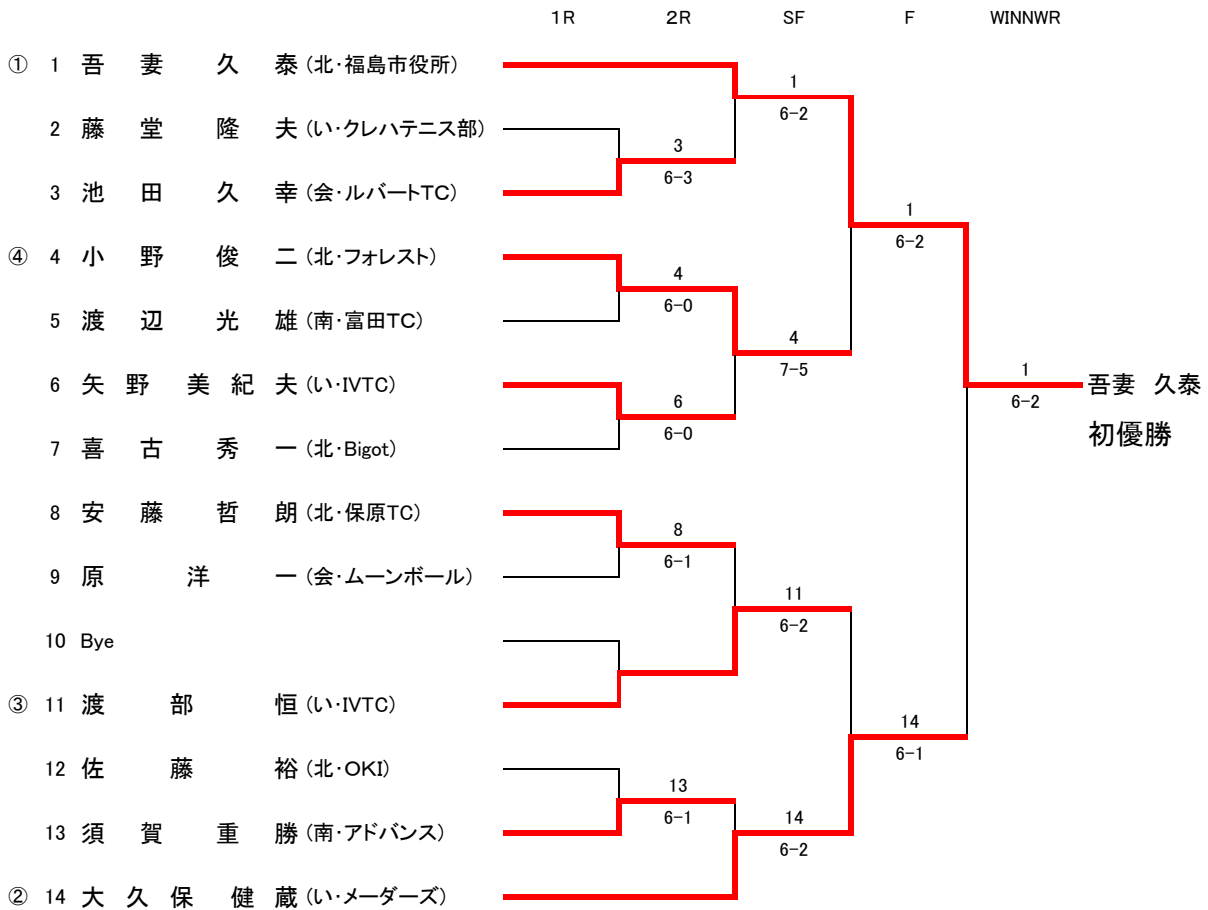 1R 2R SF F WINNWR
① 1 吾妻 久泰 (北・福島市役所)
1
2 藤堂 隆夫 (い・クレハテニス部)
6-2
3
3 池田 久幸 (会・ルバートTC)
6-3
1
④ 4 小野 俊二 (北・フォレスト)
6-2
4
5 渡辺 光雄 (南・富田TC)
6-0
4
7-5
6 矢野 美紀夫 (い・IVTC)
1
吾妻 久泰
6-2
6
7 喜古 秀一 (北・Bigot)
6-0
初優勝
8 安藤 哲朗 (北・保原TC)
8
9 原 洋一 (会・ムーンボール)
6-1
11
10 Bye
6-2
③ 11 渡部 恒 (い・IVTC)
14
12 佐藤 裕 (北・OKI)
6-1
13
13 須賀 重勝 (南・アドバンス)
6-1
14
6-2
② 14 大久保 健蔵 (い・メーダーズ)